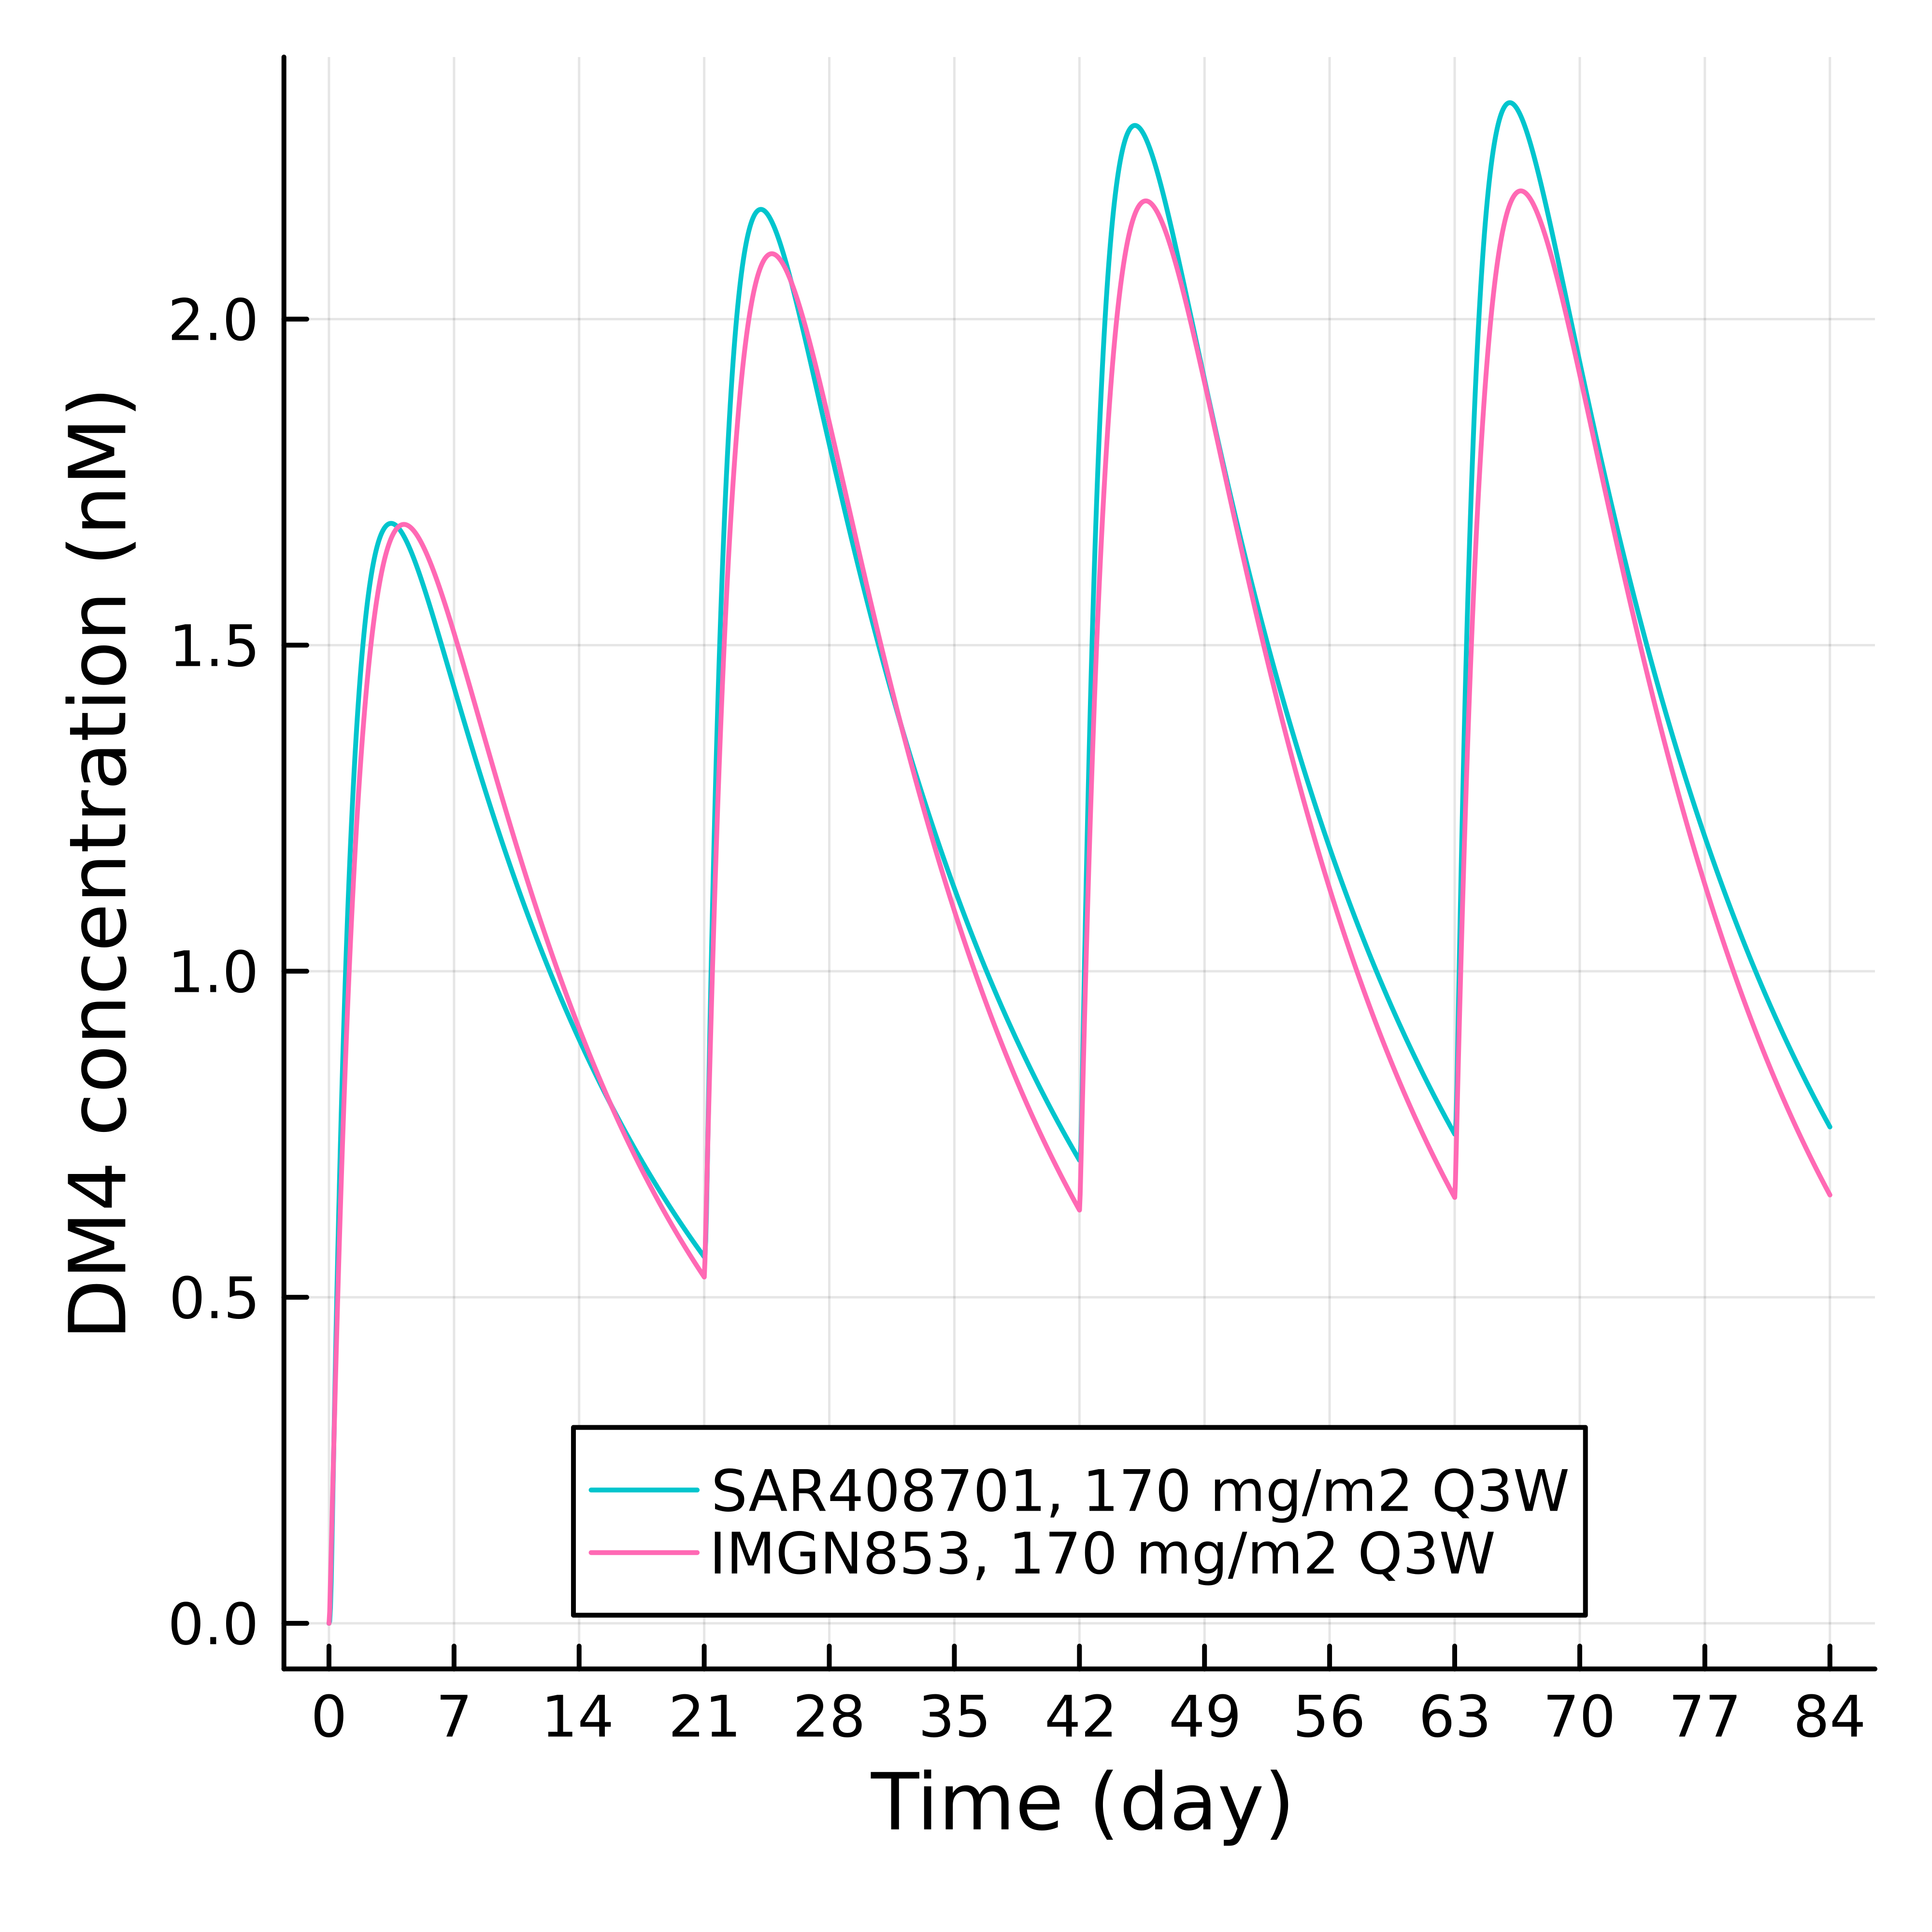 DM4 concentration (nM)
2.0
1.5
1.0
0.5
0.0
SAR408701, 170 mg/m2 Q3W
IMGN853, 170 mg/m2 Q3W
0 7 14 21 28 35 42 49 56 63 70 77 84
Time (day)